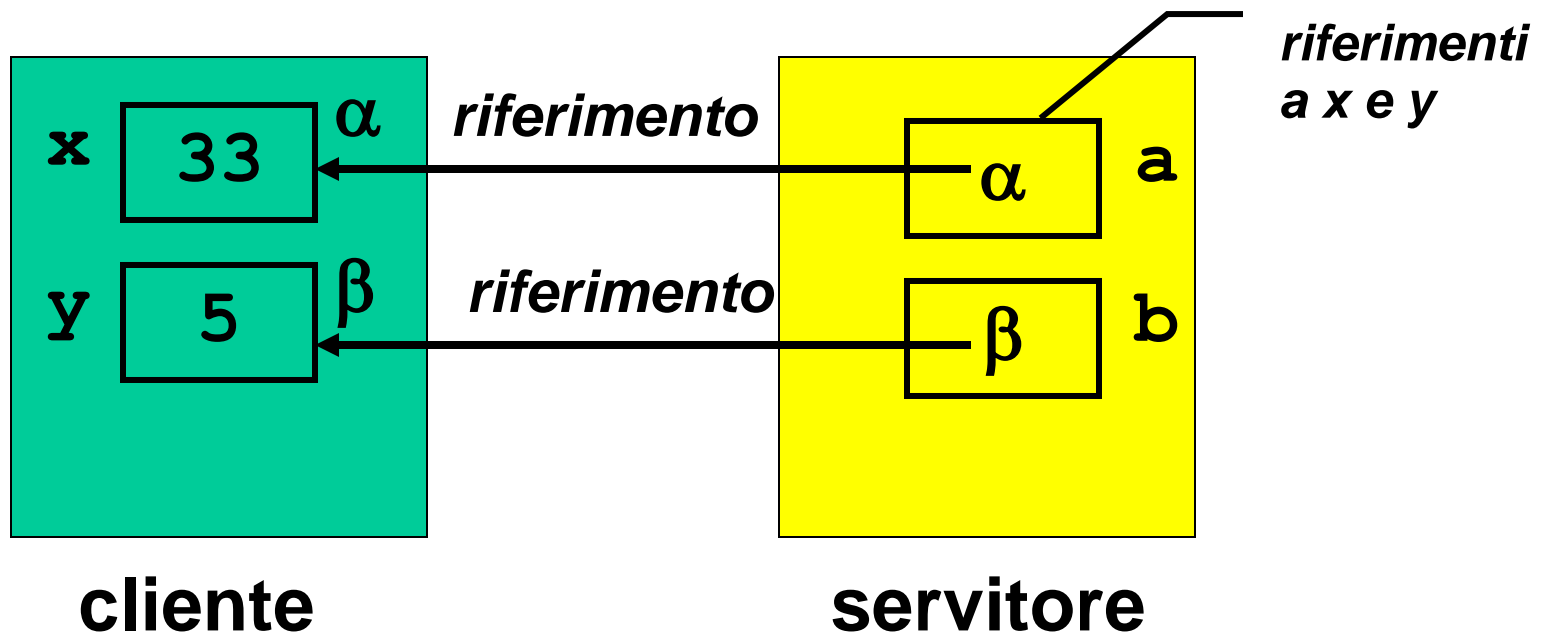 riferimenti
a x e y
x 33 α riferimento α a
y 5 β riferimento β b
cliente servitore